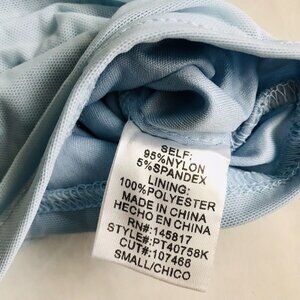 SELF:
95%NYLON
5%SPANDEX
LINING:
100%POLYESTER
MADE IN CHINA
HECHO EN CHINA
RN#:145817
STYLE#:PT40758K
CUT#:107466
SMALL/CHICO